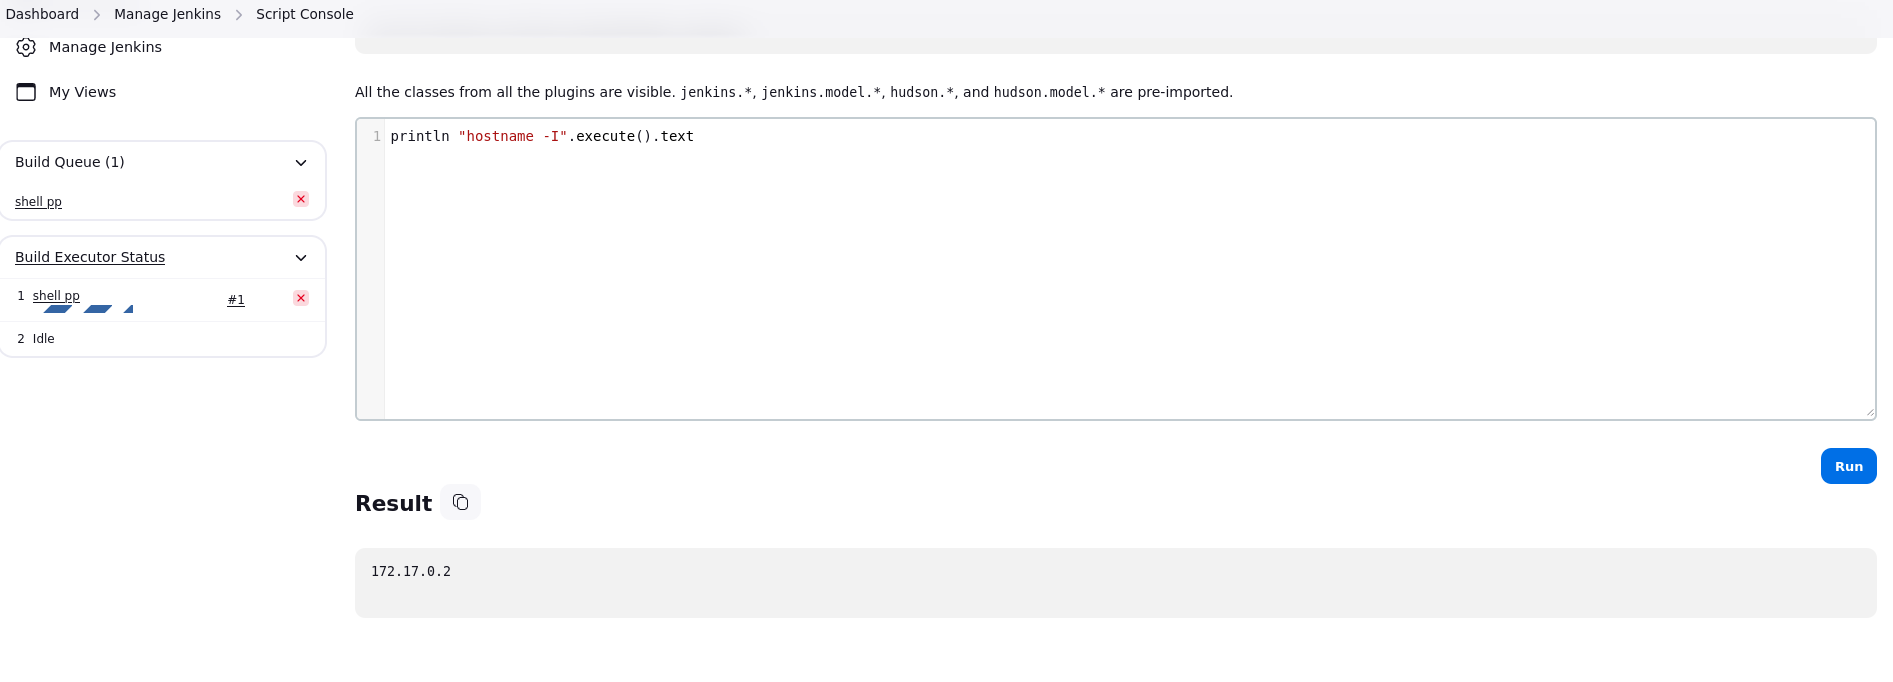 Dashboard > Manage Jenkins > Script Console
Manage Jenkins
My Views
Build Queue (1)
shell pp
Build Executor Status
1 shell pp #1
2 Idle
All the classes from all the plugins are visible. jenkins.*, jenkins.model.*, hudson.*, and hudson.model.* are pre-imported.
1 println "hostname -I".execute().text
Run
Result
172.17.0.2